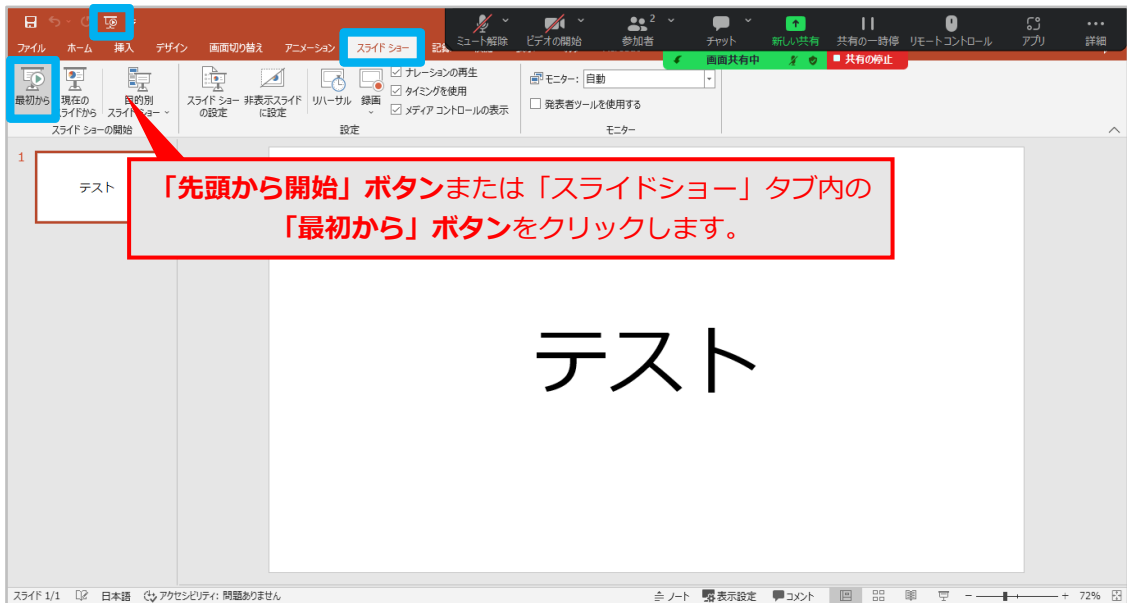 2
ミュート解除 ビデオの開始 参加者 チャット 新しい共有 共有の一時停 リモートコントロール アプリ 詳細
ファイル ホーム 挿入 デザイン 画面切り替え アニメーション スライド ショー
画面共有中 共有の停止
最初から 現在の スライドから 目的別 スライド ショー
スライド ショーの開始
スライド ショー の設定 非表示スライド に設定 リハーサル 録画
ナレーションの再生
タイミングを使用
メディア コントロールの表示
設定
モニター: 自動
発表者ツールを使用する
モニター
1
テスト
「先頭から開始」ボタンまたは「スライドショー」タブ内の
「最初から」ボタンをクリックします。
テスト
スライド 1/1 日本語 アクセシビリティ: 問題ありません ノート 表示設定 コメント 72%